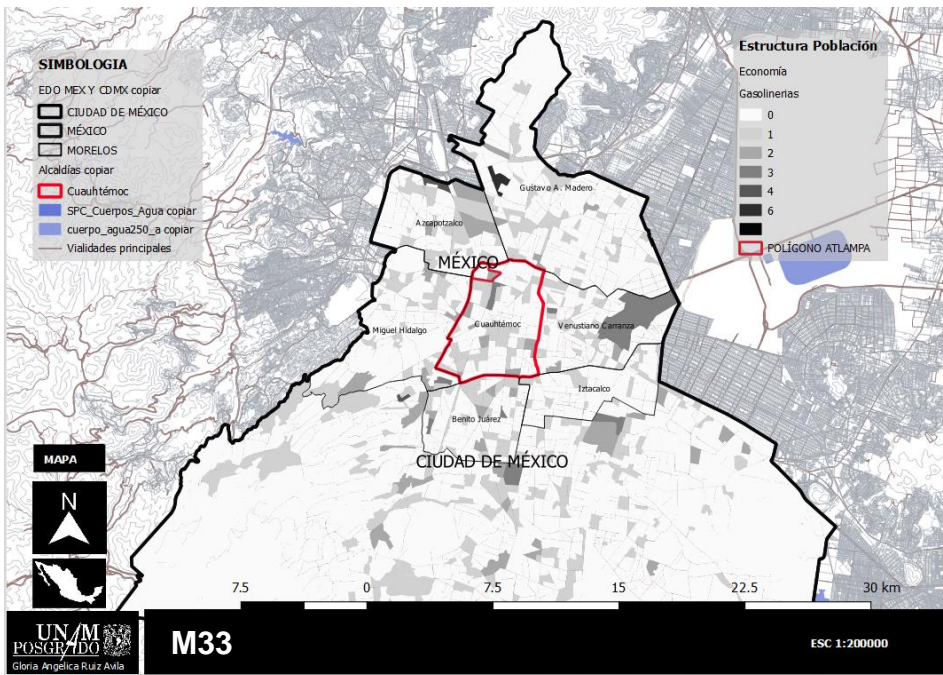 SIMBOLOGIA
EDO MEX Y CDMX copiar
CIUDAD DE MÉXICO
MÉXICO
MORELOS
Alcaldías copiar
Cuauhtémoc
SPC_Cuerpos_Agua copiar
cuerpo_agua250_a copiar
Vialidades principales
Estructura Población
Economía
Gasolinerias
0
1
2
3
4
6
POLÍGONO ATLAMPA
Gustavo A. Madero
Azcapotzalco
MÉXICO
Miguel Hidalgo
Cuauhtémoc
Venustiano Carranza
Iztacalco
Benito Juárez
CIUDAD DE MÉXICO
MAPA
N
7.5 0 7.5 15 22.5 30 km
UNAM
POSGRADO
Gloria Angélica Ruiz Avila
M33
ESC 1:200000